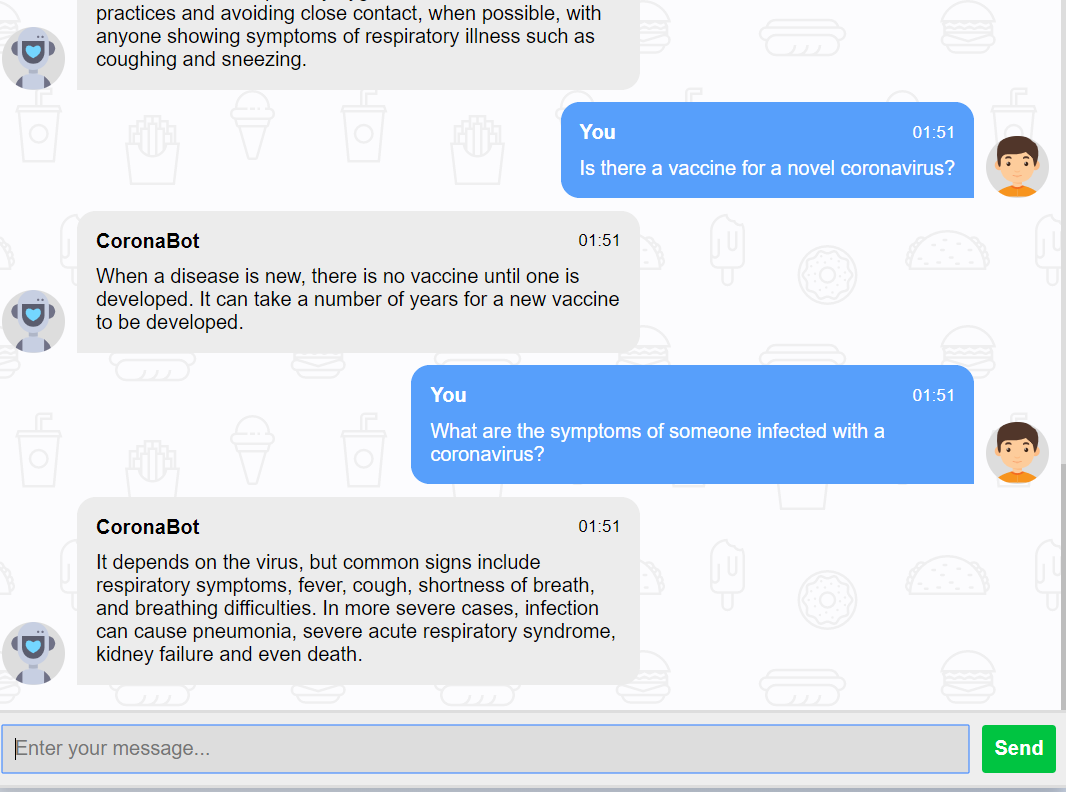 practices and avoiding close contact, when possible, with
anyone showing symptoms of respiratory illness such as
coughing and sneezing.
You 01:51
Is there a vaccine for a novel coronavirus?
CoronaBot 01:51
When a disease is new, there is no vaccine until one is
developed. It can take a number of years for a new vaccine
to be developed.
You 01:51
What are the symptoms of someone infected with a
coronavirus?
CoronaBot 01:51
It depends on the virus, but common signs include
respiratory symptoms, fever, cough, shortness of breath,
and breathing difficulties. In more severe cases, infection
can cause pneumonia, severe acute respiratory syndrome,
kidney failure and even death.
Enter your message... Send